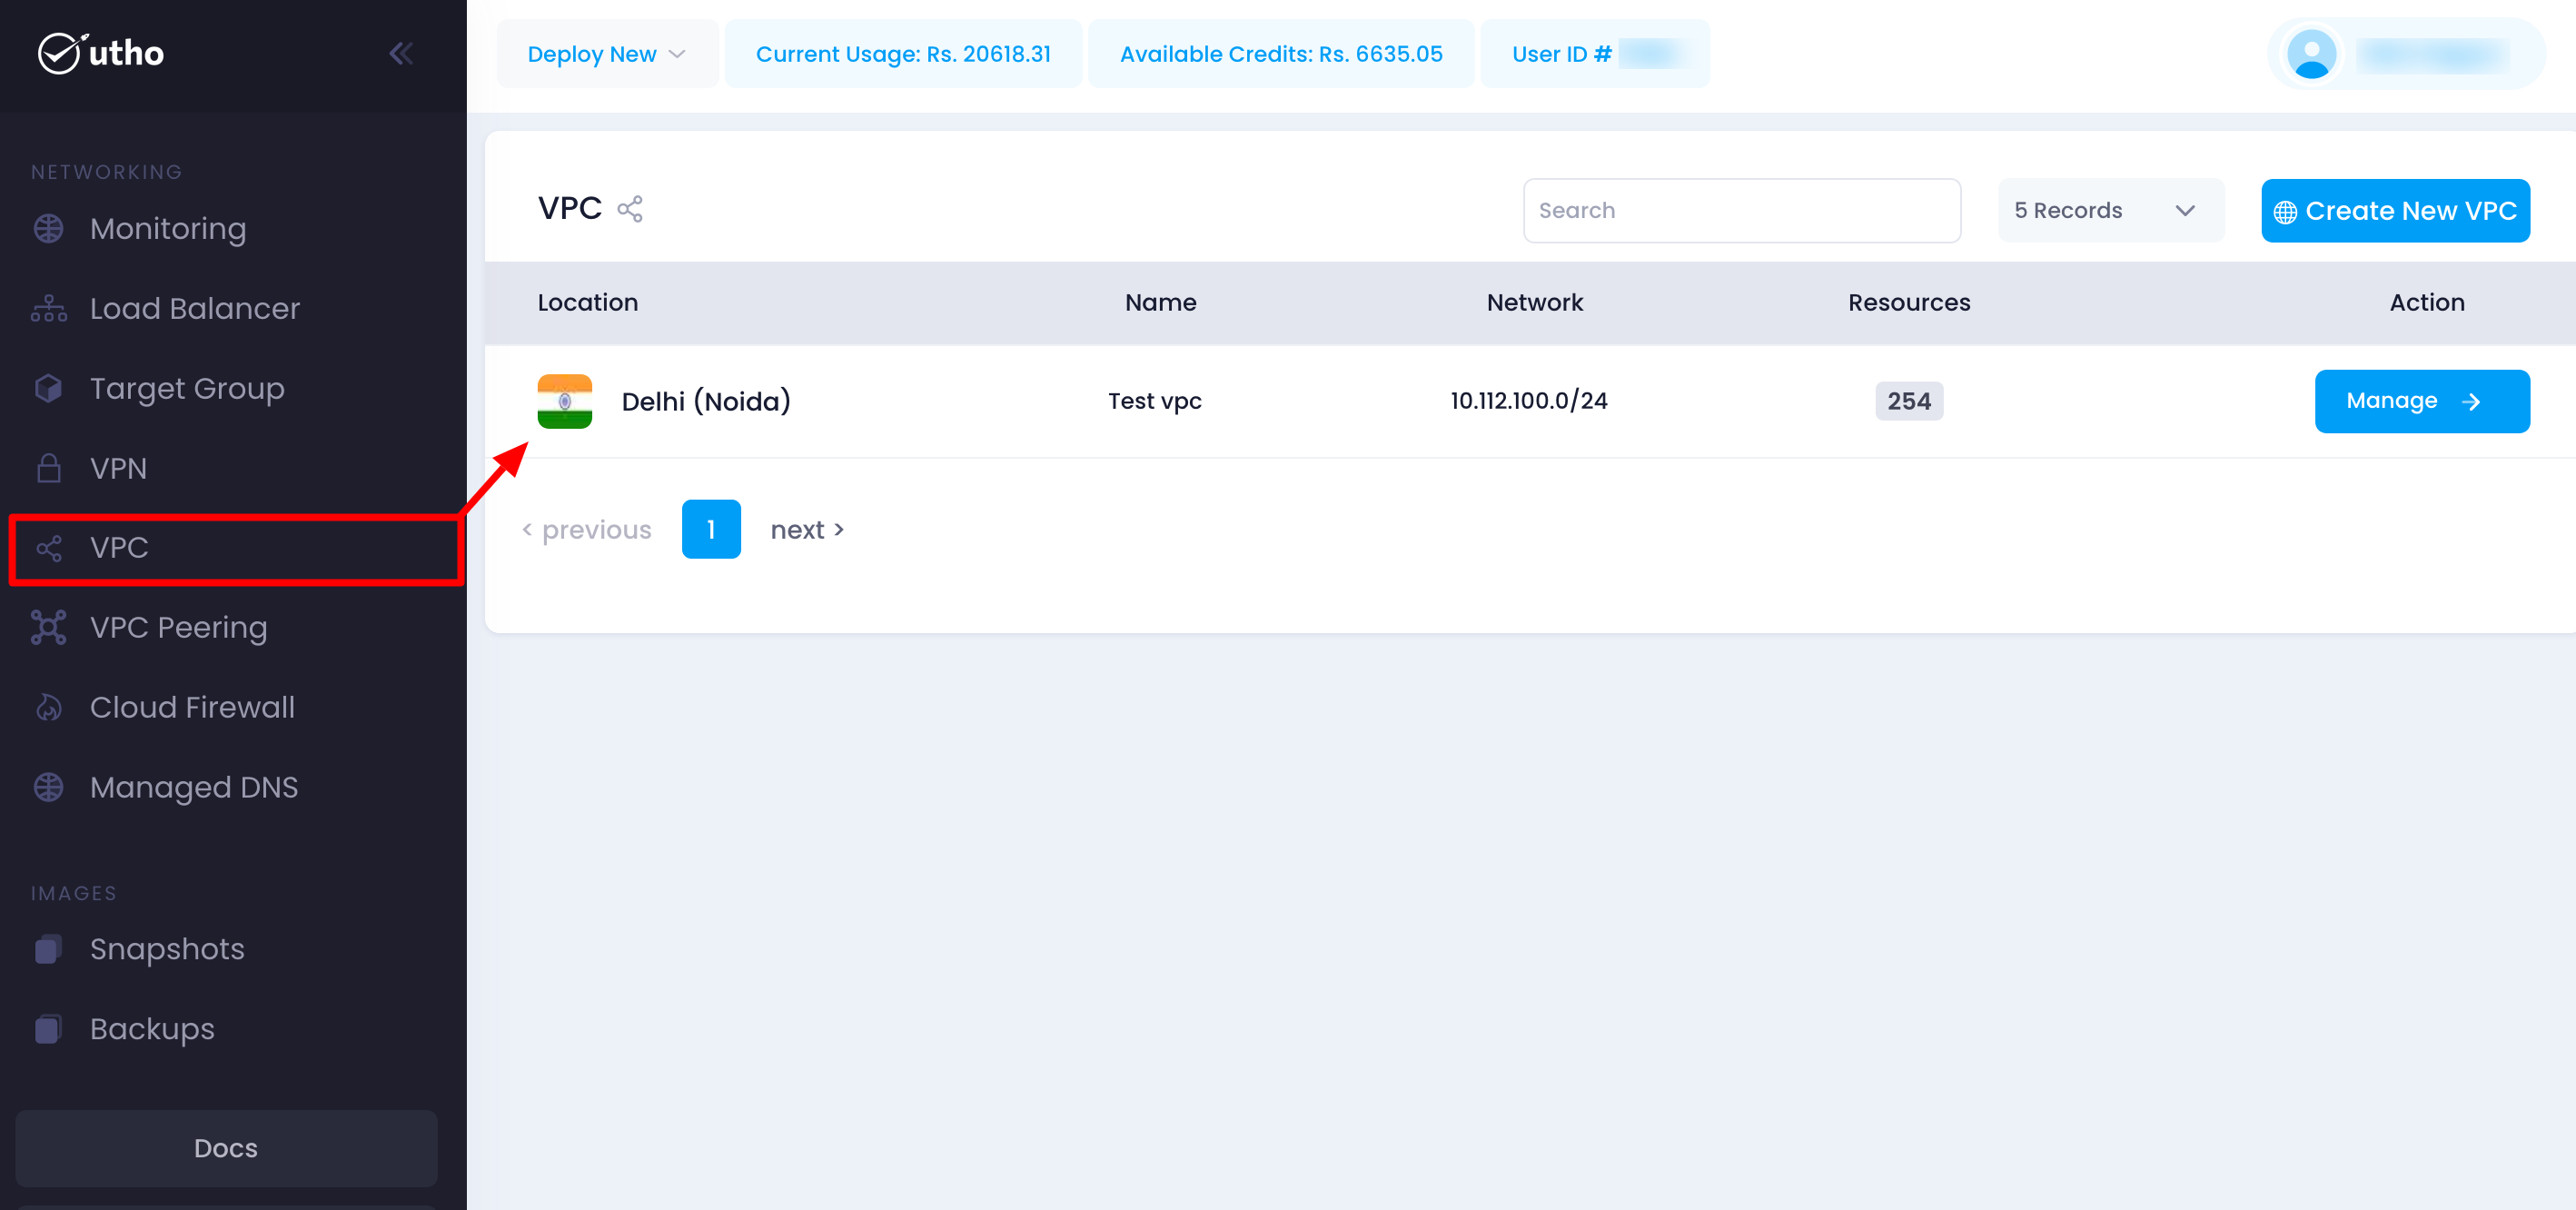 utho
Deploy New
Current Usage: Rs. 20618.31
Available Credits: Rs. 6635.05
User ID #
NETWORKING
Monitoring
Load Balancer
Target Group
VPN
VPC
VPC Peering
Cloud Firewall
Managed DNS
IMAGES
Snapshots
Backups
Docs
VPC
Search
5 Records
Create New VPC
Location Name Network Resources Action
Delhi (Noida) Test vpc 10.112.100.0/24 254 Manage →
< previous 1 next >